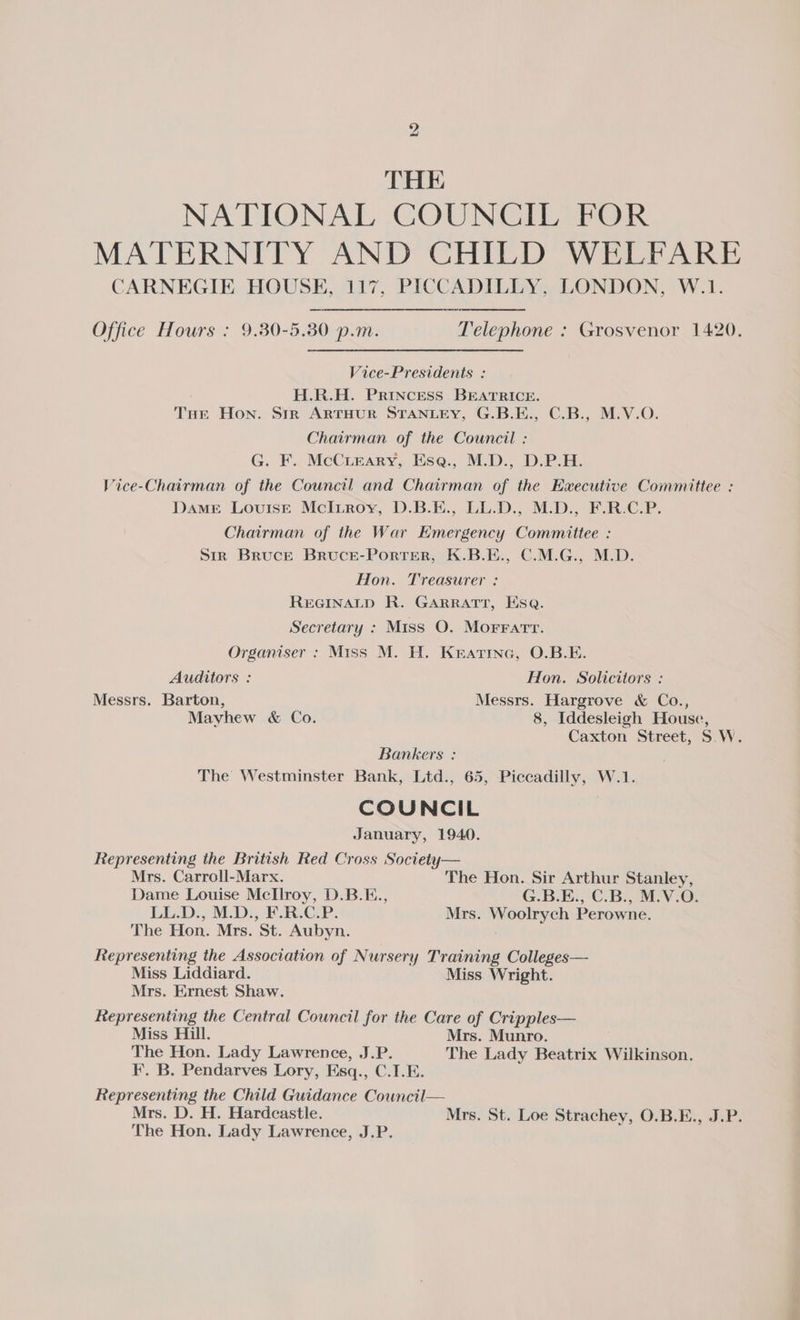 2
THE
NATIONAL COUNCIL FOR
MATERNITY AND CHILD WELFARE
CARNEGIE HOUSE, 117, PICCADILLY, LONDON, W.1.
Office Hours : 9.30-5.30 p.m. Telephone : Grosvenor 1420.
Vice-Presidents :
H.R.H. PRINCESS BEATRICE.
THE HON. SIR ARTHUR STANLEY, G.B.E., C.B., M.V.O.
Chairman of the Council :
G. F. MCCLEARY, ESQ., M.D., D.P.H.
Vice-Chairman of the Council and Chairman of the Executive Committee :
DAME LOUISE MCILROY, D.B.E., LL.D., M.D., F.R.C.P.
Chairman of the War Emergency Committee :
SIR BRUCE BRUCE-PORTER, K.B.E., C.M.G., M.D.
Hon. Treasurer :
REGINALD R. GARRATT, ESQ.
Secretary : MISS O. MOFFATT.
Organiser : MISS M. H. KEATING, O.B.E.
Auditors : Hon. Solicitors :
Messrs. Barton, Messrs. Hargrove & Co.,
Mayhew & Co. 8, Iddesleigh House,
Caxton Street, S.W.
Bankers :
The Westminster Bank, Ltd., 65, Piccadilly, W.1.
COUNCIL
January, 1940.
Representing the British Red Cross Society—
Mrs. Carroll-Marx. The Hon. Sir Arthur Stanley,
Dame Louise McIlroy, D.B.E., G.B.E., C.B., M.V.O.
LL.D., M.D., F.R.C.P. Mrs. Woolrych Perowne.
The Hon. Mrs. St. Aubyn.
Representing the Association of Nursery Training Colleges—
Miss Liddiard. Miss Wright.
Mrs. Ernest Shaw.
Representing the Central Council for the Care of Cripples—
Miss Hill. Mrs. Munro.
The Hon. Lady Lawrence, J.P. The Lady Beatrix Wilkinson.
F. B. Pendarves Lory, Esq., C.I.E.
Representing the Child Guidance Council—
Mrs. D. H. Hardcastle. Mrs. St. Loe Strachey, O.B.E., J.P.
The Hon. Lady Lawrence, J.P.